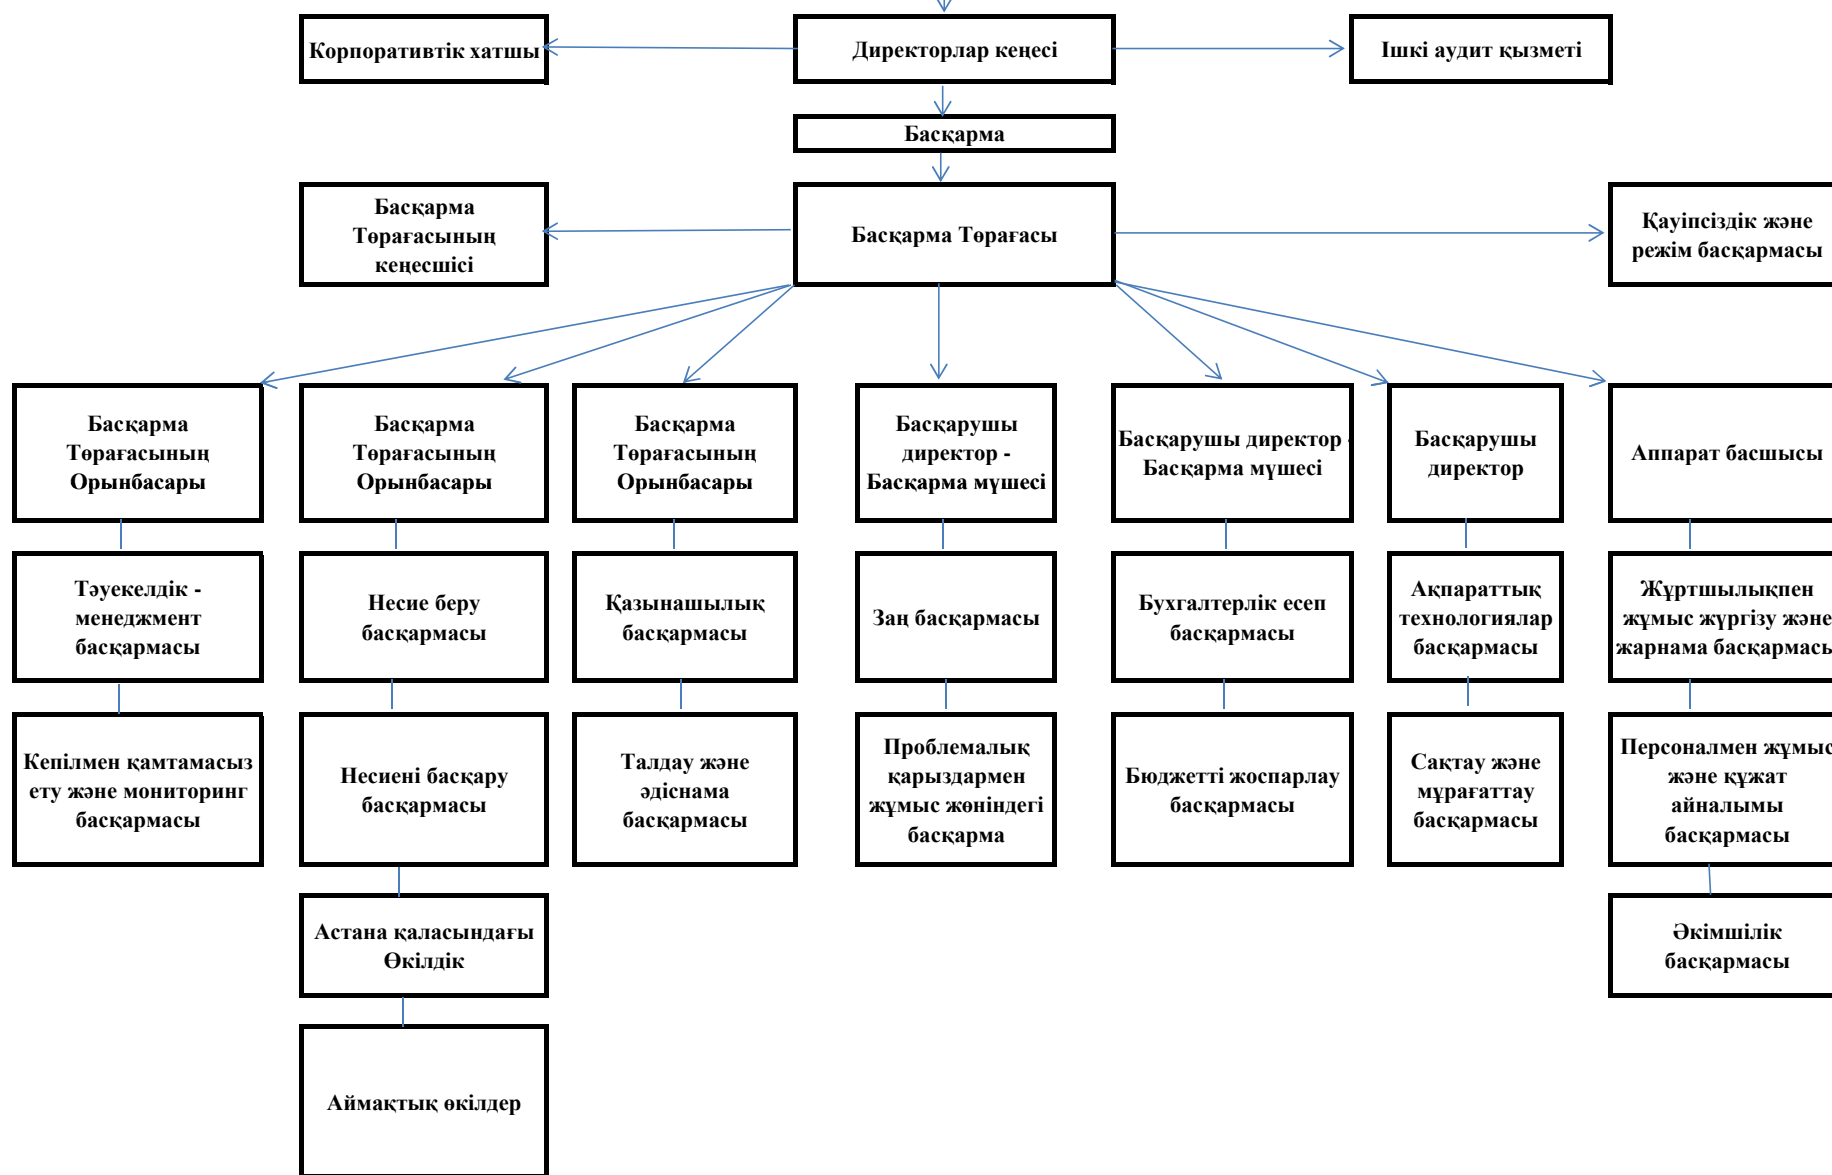 Корпоративтік хатшы
Директорлар кеңесі
Ішкі аудит қызметі
Басқарма
Басқарма
Төрағасының
кеңесшісі
Басқарма Төрағасы
Қауіпсіздік және
режім басқармасы
Басқарма
Төрағасының
Орынбасары
Басқарма
Төрағасының
Орынбасары
Басқарма
Төрағасының
Орынбасары
Басқарушы
директор -
Басқарма мүшесі
Басқарушы директор -
Басқарма мүшесі
Басқарушы
директор
Аппарат басшысы
Тәуекелдік -
менеджмент
басқармасы
Несие беру
басқармасы
Қазынашылық
басқармасы
Заң басқармасы
Бухгалтерлік есеп
басқармасы
Ақпараттық
технологиялар
басқармасы
Жұртшылықпен
жұмыс жүргізу және
жарнама басқармасы
Кепілмен қамтамасыз
ету және мониторинг
басқармасы
Несиені басқару
басқармасы
Талдау және
әдіснама
басқармасы
Проблемалық
қарыздармен
жұмыс жөніндегі
басқарма
Бюджетті жоспарлау
басқармасы
Сақтау және
мұрағаттау
басқармасы
Персоналмен жұмыс
және құжат
айналымы
басқармасы
Астана қаласындағы
Өкілдік
Әкімшілік
басқармасы
Аймақтық өкілдер